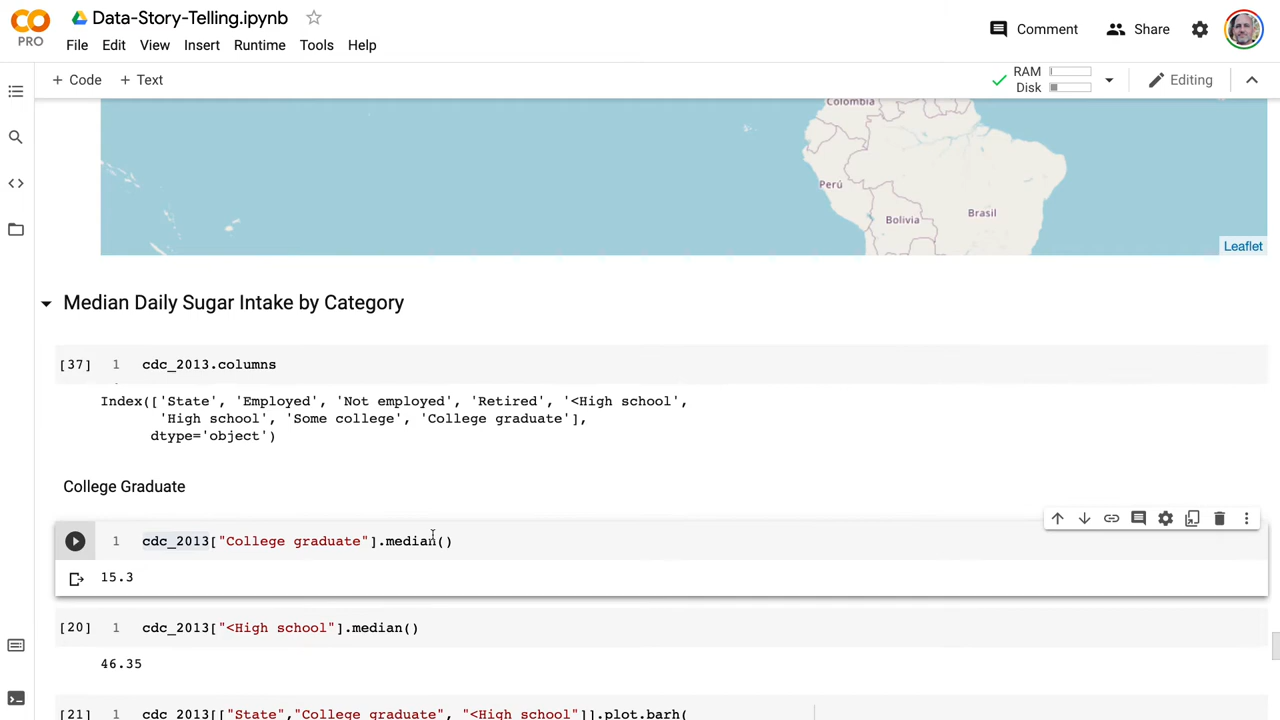 CO
PRO
Data-Story-Telling.ipynb
File Edit View Insert Runtime Tools Help
Comment
Share
+ Code + Text
RAM
Disk
Editing
Colombia
Perú
Bolivia
Brasil
Leaflet
Median Daily Sugar Intake by Category
[37] 1 cdc_2013.columns
Index(['State', 'Employed', 'Not employed', 'Retired', '<High school',
'High school', 'Some college', 'College graduate'],
dtype='object')
College Graduate
1 cdc_2013["College graduate"].median()
15.3
[20] 1 cdc_2013["<High school"].median()
46.35
[21] 1 cdc_2013[["State","College graduate", "<High school"]].plot.barh(